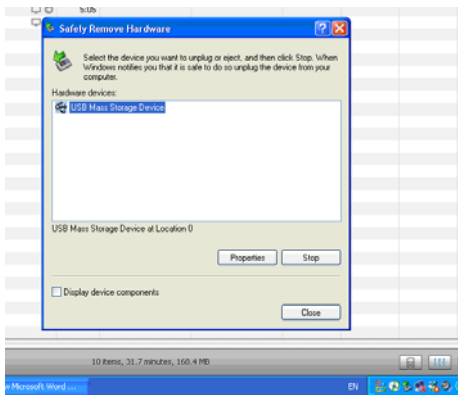 5:05
Safely Remove Hardware
Select the device you want to unplug or eject, and then click Stop. When
Windows notifies you that it is safe to do so unplug the device from your
computer.
Hardware devices:
USB Mass Storage Device
USB Mass Storage Device at Location 0
Properties
Stop
Display device components
Close
10 items, 31.7 minutes, 160.4 MB
Microsoft Word ...
EN